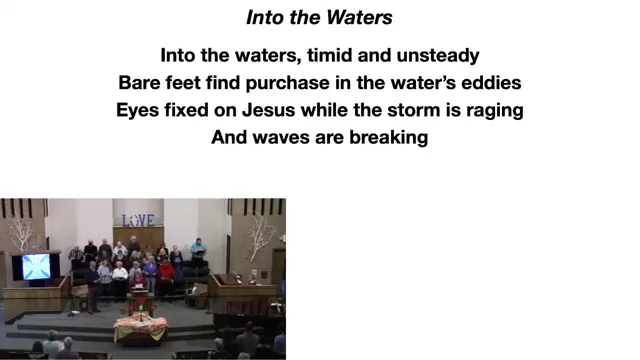 Into the Waters
Into the waters, timid and unsteady
Bare feet find purchase in the water's eddies
Eyes fixed on Jesus while the storm is raging
And waves are breaking
LOVE